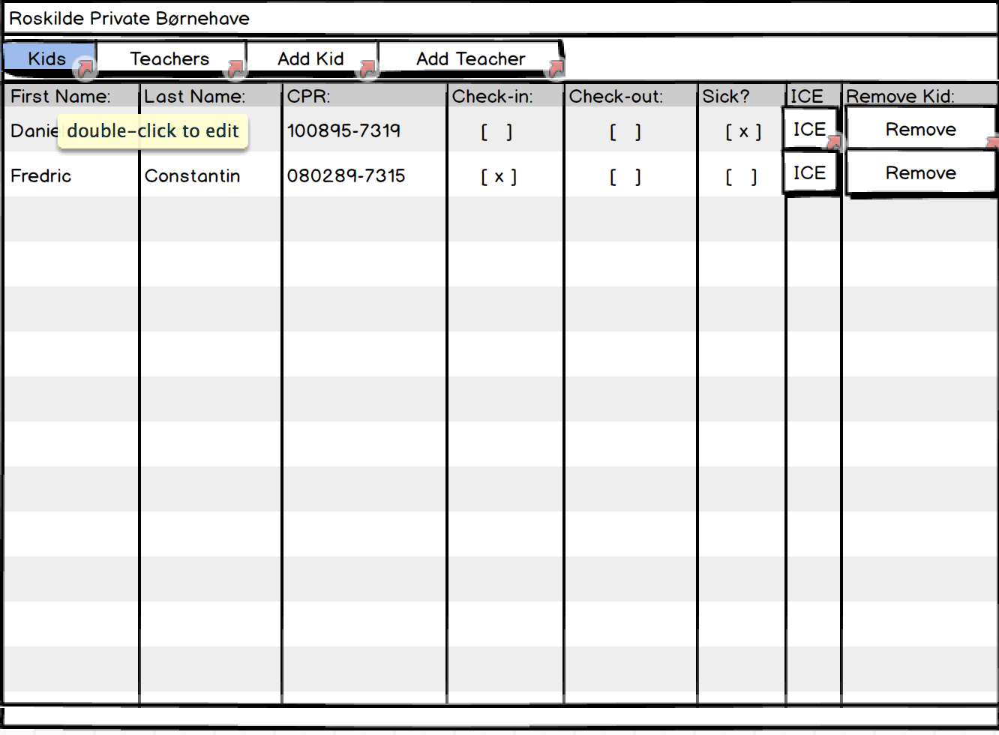 Roskilde Private Børnehave
Kids Teachers Add Kid Add Teacher
First Name: Last Name: CPR: Check-in: Check-out: Sick? ICE Remove Kid:
double-click to edit 100895-7319 [ ] [ ] [ x ] ICE Remove
Fredric Constantin 080289-7315 [ x ] [ ] [ ] ICE Remove